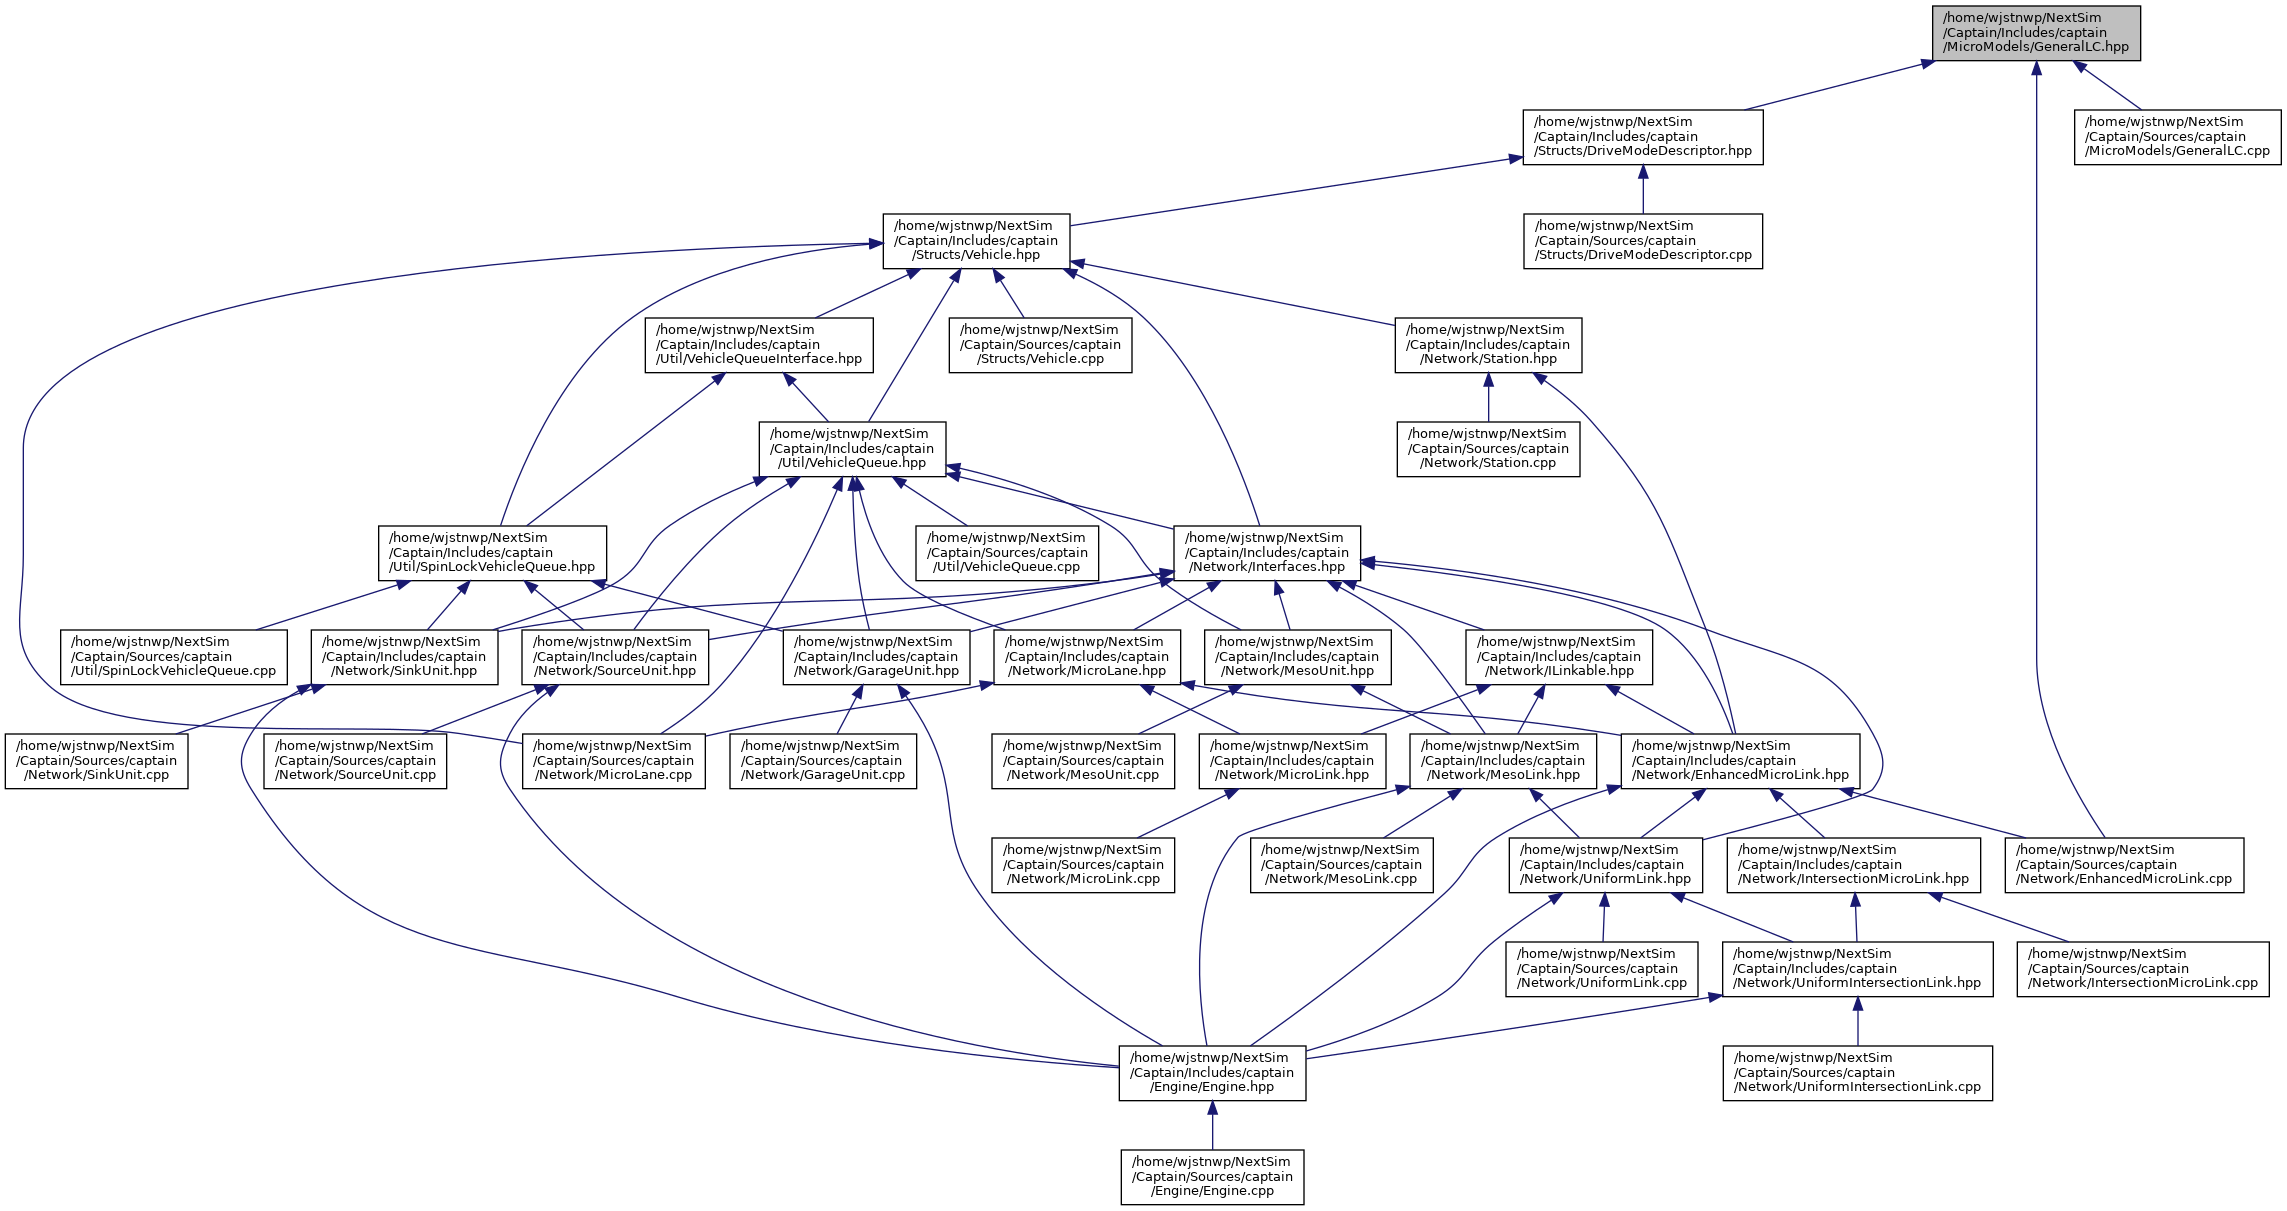 /home/wjstnwp/NextSim
/Captain/Includes/captain
/MicroModels/GeneralLC.hpp
/home/wjstnwp/NextSim
/Captain/Includes/captain
/Structs/DriveModeDescriptor.hpp
/home/wjstnwp/NextSim
/Captain/Sources/captain
/MicroModels/GeneralLC.cpp
/home/wjstnwp/NextSim
/Captain/Includes/captain
/Structs/Vehicle.hpp
/home/wjstnwp/NextSim
/Captain/Sources/captain
/Structs/DriveModeDescriptor.cpp
/home/wjstnwp/NextSim
/Captain/Includes/captain
/Util/VehicleQueueInterface.hpp
/home/wjstnwp/NextSim
/Captain/Sources/captain
/Structs/Vehicle.cpp
/home/wjstnwp/NextSim
/Captain/Includes/captain
/Network/Station.hpp
/home/wjstnwp/NextSim
/Captain/Includes/captain
/Util/VehicleQueue.hpp
/home/wjstnwp/NextSim
/Captain/Sources/captain
/Network/Station.cpp
/home/wjstnwp/NextSim
/Captain/Includes/captain
/Util/SpinLockVehicleQueue.hpp
/home/wjstnwp/NextSim
/Captain/Sources/captain
/Util/VehicleQueue.cpp
/home/wjstnwp/NextSim
/Captain/Includes/captain
/Network/Interfaces.hpp
/home/wjstnwp/NextSim
/Captain/Sources/captain
/Util/SpinLockVehicleQueue.cpp
/home/wjstnwp/NextSim
/Captain/Includes/captain
/Network/SinkUnit.hpp
/home/wjstnwp/NextSim
/Captain/Includes/captain
/Network/SourceUnit.hpp
/home/wjstnwp/NextSim
/Captain/Includes/captain
/Network/GarageUnit.hpp
/home/wjstnwp/NextSim
/Captain/Includes/captain
/Network/MicroLane.hpp
/home/wjstnwp/NextSim
/Captain/Includes/captain
/Network/MesoUnit.hpp
/home/wjstnwp/NextSim
/Captain/Includes/captain
/Network/ILinkable.hpp
/home/wjstnwp/NextSim
/Captain/Sources/captain
/Network/SinkUnit.cpp
/home/wjstnwp/NextSim
/Captain/Sources/captain
/Network/SourceUnit.cpp
/home/wjstnwp/NextSim
/Captain/Sources/captain
/Network/MicroLane.cpp
/home/wjstnwp/NextSim
/Captain/Sources/captain
/Network/GarageUnit.cpp
/home/wjstnwp/NextSim
/Captain/Sources/captain
/Network/MesoUnit.cpp
/home/wjstnwp/NextSim
/Captain/Includes/captain
/Network/MicroLink.hpp
/home/wjstnwp/NextSim
/Captain/Includes/captain
/Network/MesoLink.hpp
/home/wjstnwp/NextSim
/Captain/Includes/captain
/Network/EnhancedMicroLink.hpp
/home/wjstnwp/NextSim
/Captain/Sources/captain
/Network/MicroLink.cpp
/home/wjstnwp/NextSim
/Captain/Sources/captain
/Network/MesoLink.cpp
/home/wjstnwp/NextSim
/Captain/Includes/captain
/Network/UniformLink.hpp
/home/wjstnwp/NextSim
/Captain/Includes/captain
/Network/IntersectionMicroLink.hpp
/home/wjstnwp/NextSim
/Captain/Sources/captain
/Network/EnhancedMicroLink.cpp
/home/wjstnwp/NextSim
/Captain/Sources/captain
/Network/UniformLink.cpp
/home/wjstnwp/NextSim
/Captain/Includes/captain
/Network/UniformIntersectionLink.hpp
/home/wjstnwp/NextSim
/Captain/Sources/captain
/Network/IntersectionMicroLink.cpp
/home/wjstnwp/NextSim
/Captain/Includes/captain
/Engine/Engine.hpp
/home/wjstnwp/NextSim
/Captain/Sources/captain
/Network/UniformIntersectionLink.cpp
/home/wjstnwp/NextSim
/Captain/Sources/captain
/Engine/Engine.cpp